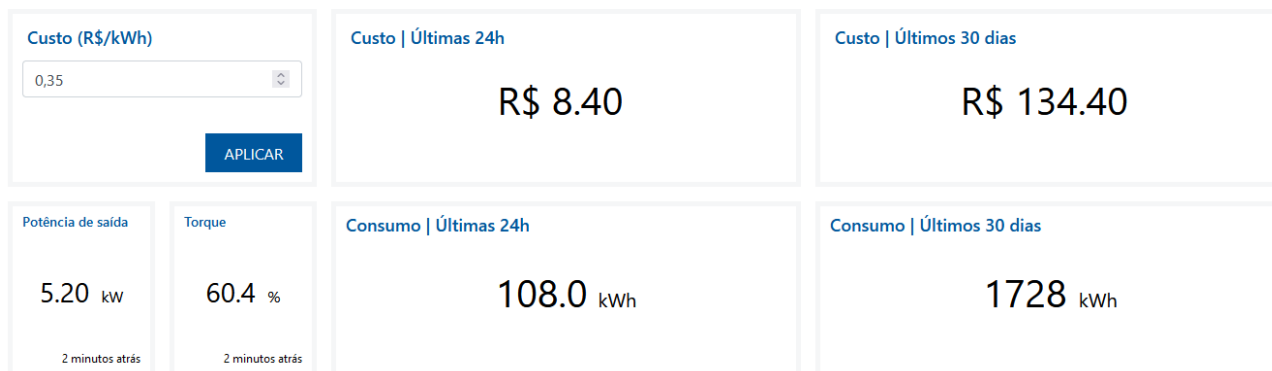 Custo (R$/kWh)
0,35
APLICAR
Custo | Últimas 24h
R$ 8.40
Custo | Últimos 30 dias
R$ 134.40
Potência de saída
5.20 kW
2 minutos atrás
Torque
60.4 %
2 minutos atrás
Consumo | Últimas 24h
108.0 kWh
Consumo | Últimos 30 dias
1728 kWh